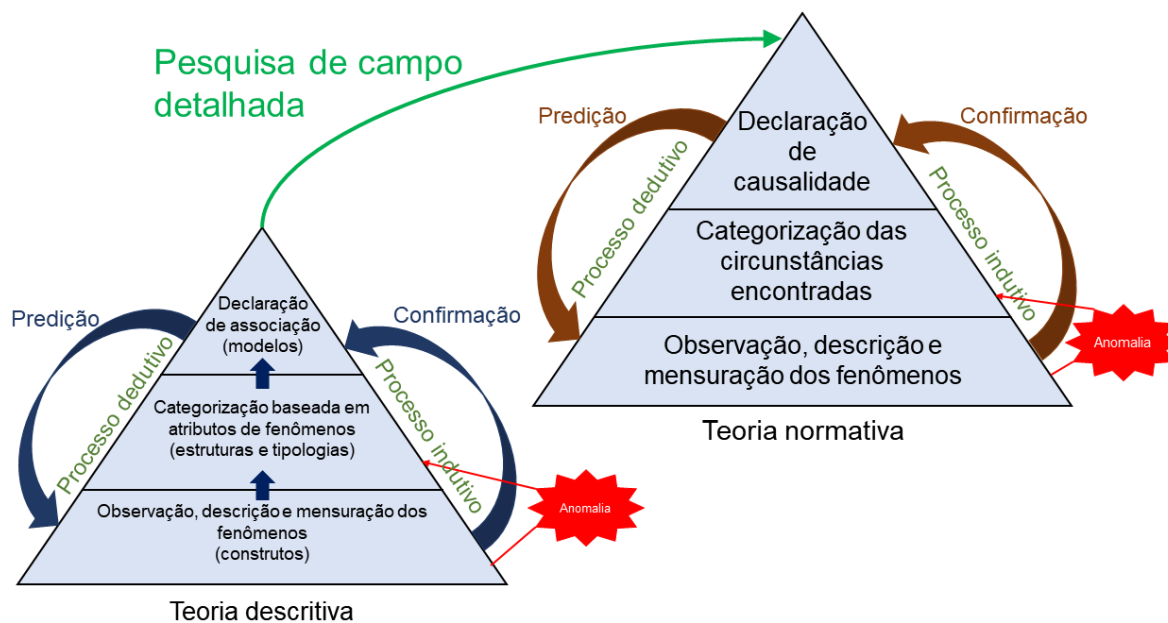 Pesquisa de campo
detalhada
Predição
Processo dedutivo
Declaração
de
causalidade
Confirmação
Processo indutivo
Categorização das
circunstâncias
encontradas
Observação, descrição e
mensuração dos fenômenos
Anomalia
Teoria normativa
Predição
Processo dedutivo
Declaração
de associação
(modelos)
Confirmação
Processo indutivo
Categorização baseada em
atributos de fenômenos
(estruturas e tipologias)
Observação, descrição e mensuração dos
fenômenos
(construtos)
Anomalia
Teoria descritiva